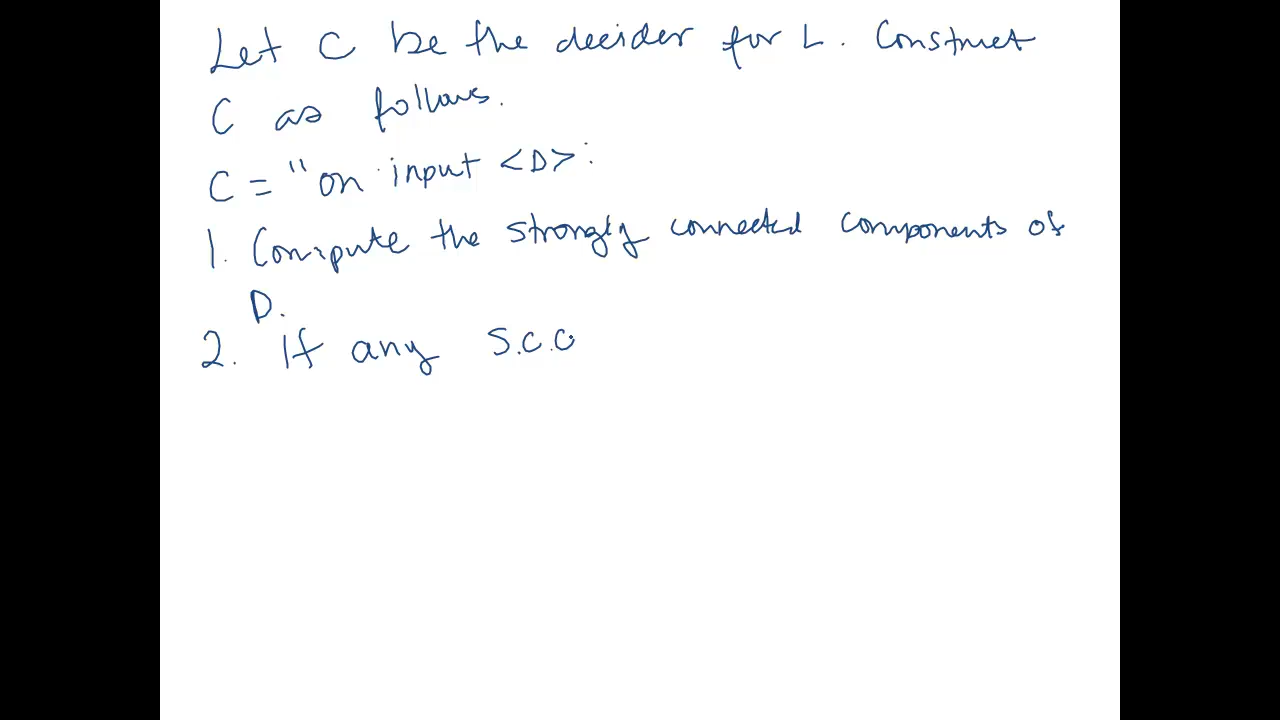 Let C be the decider for L. Construct
C as follows.
C = "on input <D>:
1. Compute the strongly connected components of
D.
2. If any S.C.C